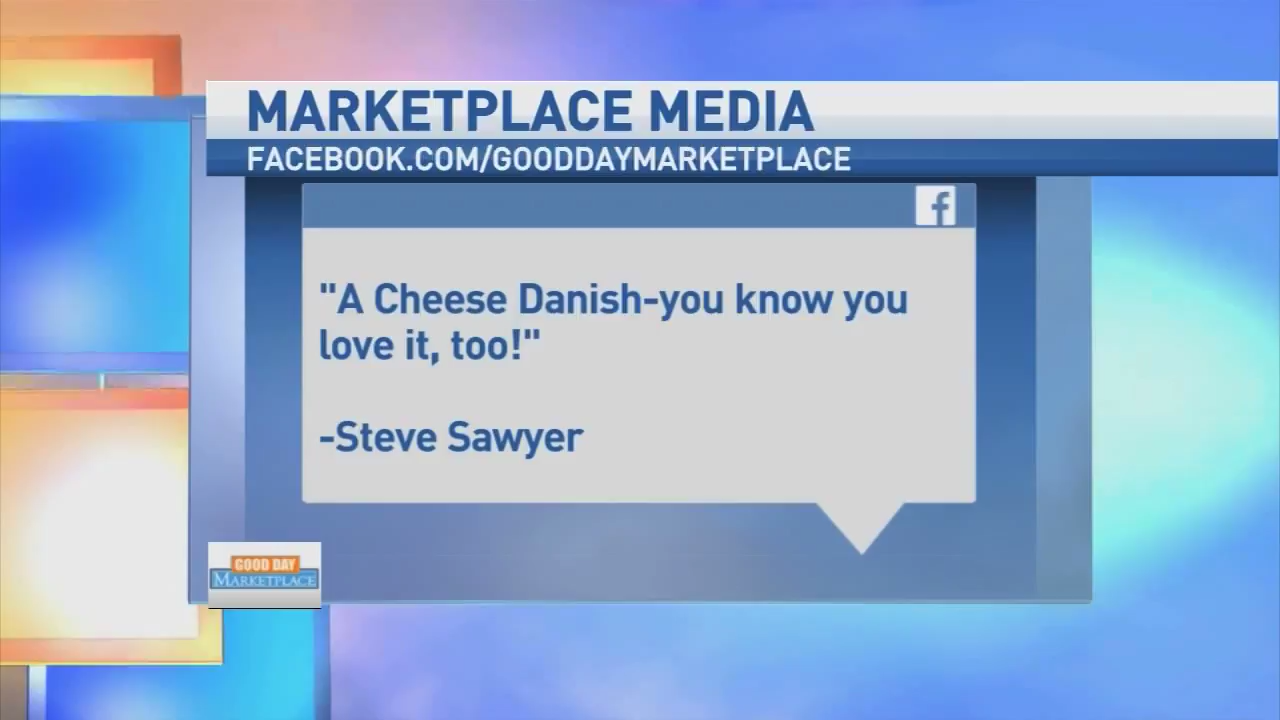 MARKETPLACE MEDIA
FACEBOOK.COM/GOODDAYMARKETPLACE
f
"A Cheese Danish-you know you
love it, too!"
-Steve Sawyer
GOOD DAY
MARKETPLACE